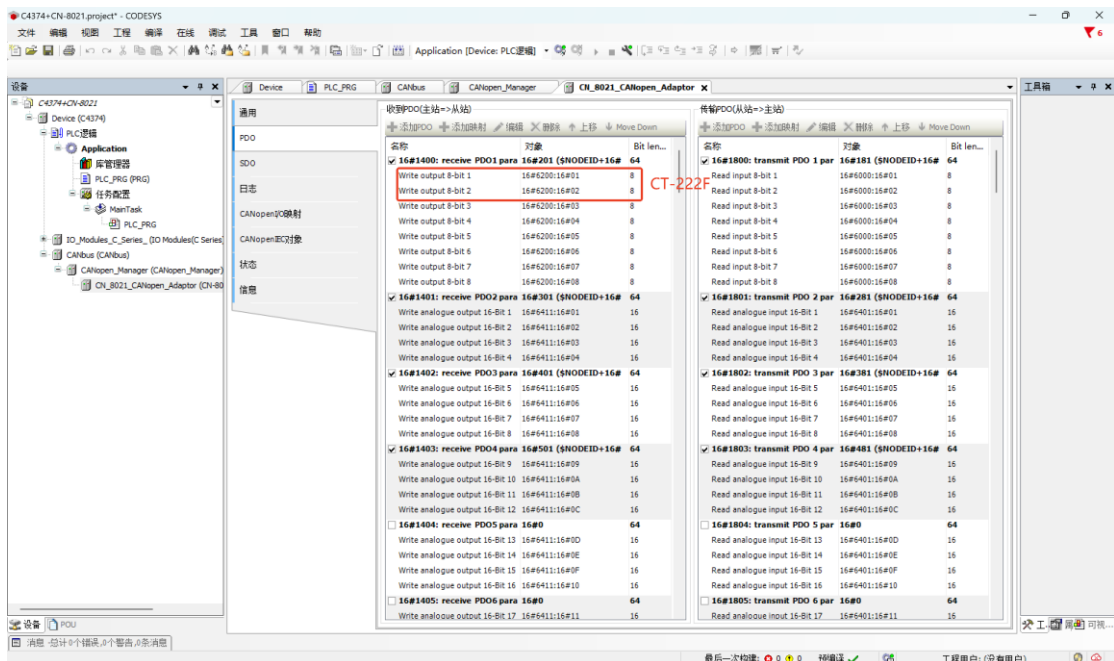 C4374+CN-8021.project* - CODESYS
文件 编辑 视图 工程 编译 在线 调试 工具 窗口 帮助
6
Application [Device: PLC逻辑]
设备
C4374+CN-8021
Device (C4374)
PLC逻辑
Application
库管理器
PLC_PRG (PRG)
任务配置
MainTask
PLC_PRG
IO_Modules_C_Series_ (IO Modules(C Series
CANbus (CANbus)
CANopen_Manager (CANopen_Manager)
CN_8021_CANopen_Adaptor (CN-80
设备 POU
Device PLC_PRG CANbus CANopen_Manager CN_8021_CANopen_Adaptor
通用
PDO
SDO
日志
CANopenI/O映射
CANopenIEC对象
状态
信息
收到PDO(主站=>从站)
添加PDO 添加映射 编辑 删除 上移 Move Down
名称 对象 Bit len...
16#1400: receive PDO1 par 16#201 ($NODEID+16# 64
Write output 8-bit 1 16#6200:16#01 8
Write output 8-bit 2 16#6200:16#02 8
CT-222F
Write output 8-bit 3 16#6200:16#03 8
Write output 8-bit 4 16#6200:16#04 8
Write output 8-bit 5 16#6200:16#05 8
Write output 8-bit 6 16#6200:16#06 8
Write output 8-bit 7 16#6200:16#07 8
Write output 8-bit 8 16#6200:16#08 8
16#1401: receive PDO2 para 16#301 ($NODEID+16# 64
Write analogue output 16-Bit 1 16#6411:16#01 16
Write analogue output 16-Bit 2 16#6411:16#02 16
Write analogue output 16-Bit 3 16#6411:16#03 16
Write analogue output 16-Bit 4 16#6411:16#04 16
16#1402: receive PDO3 para 16#401 ($NODEID+16# 64
Write analogue output 16-Bit 5 16#6411:16#05 16
Write analogue output 16-Bit 6 16#6411:16#06 16
Write analogue output 16-Bit 7 16#6411:16#07 16
Write analogue output 16-Bit 8 16#6411:16#08 16
16#1403: receive PDO4 para 16#501 ($NODEID+16# 64
Write analogue output 16-Bit 9 16#6411:16#09 16
Write analogue output 16-Bit 10 16#6411:16#0A 16
Write analogue output 16-Bit 11 16#6411:16#0B 16
Write analogue output 16-Bit 12 16#6411:16#0C 16
16#1404: receive PDO5 para 16#0 64
Write analogue output 16-Bit 13 16#6411:16#0D 16
Write analogue output 16-Bit 14 16#6411:16#0E 16
Write analogue output 16-Bit 15 16#6411:16#0F 16
Write analogue output 16-Bit 16 16#6411:16#10 16
16#1405: receive PDO6 para 16#0 64
Write analogue output 16-Bit 17 16#6411:16#11 16
传输PDO(从站=>主站)
添加PDO 添加映射 编辑 删除 上移 Move Down
名称 对象 Bit len...
16#1800: transmit PDO 1 par 16#181 ($NODEID+16# 64
Read input 8-bit 1 16#6000:16#01 8
Read input 8-bit 2 16#6000:16#02 8
Read input 8-bit 3 16#6000:16#03 8
Read input 8-bit 4 16#6000:16#04 8
Read input 8-bit 5 16#6000:16#05 8
Read input 8-bit 6 16#6000:16#06 8
Read input 8-bit 7 16#6000:16#07 8
Read input 8-bit 8 16#6000:16#08 8
16#1801: transmit PDO 2 par 16#281 ($NODEID+16# 64
Read analogue input 16-Bit 1 16#6401:16#01 16
Read analogue input 16-Bit 2 16#6401:16#02 16
Read analogue input 16-Bit 3 16#6401:16#03 16
Read analogue input 16-Bit 4 16#6401:16#04 16
16#1802: transmit PDO 3 par 16#381 ($NODEID+16# 64
Read analogue input 16-Bit 5 16#6401:16#05 16
Read analogue input 16-Bit 6 16#6401:16#06 16
Read analogue input 16-Bit 7 16#6401:16#07 16
Read analogue input 16-Bit 8 16#6401:16#08 16
16#1803: transmit PDO 4 par 16#481 ($NODEID+16# 64
Read analogue input 16-Bit 9 16#6401:16#09 16
Read analogue input 16-Bit 10 16#6401:16#0A 16
Read analogue input 16-Bit 11 16#6401:16#0B 16
Read analogue input 16-Bit 12 16#6401:16#0C 16
16#1804: transmit PDO 5 par 16#0 64
Read analogue input 16-Bit 13 16#6401:16#0D 16
Read analogue input 16-Bit 14 16#6401:16#0E 16
Read analogue input 16-Bit 15 16#6401:16#0F 16
Read analogue input 16-Bit 16 16#6401:16#10 16
16#1805: transmit PDO 6 par 16#0 64
Read analogue input 16-Bit 17 16#6401:16#11 16
工具箱
工. 属 可视...
消息 -总计0个错误,0个警告,0条消息
最后一次构建: 0 0 预编译 工程用户: (没有用户)